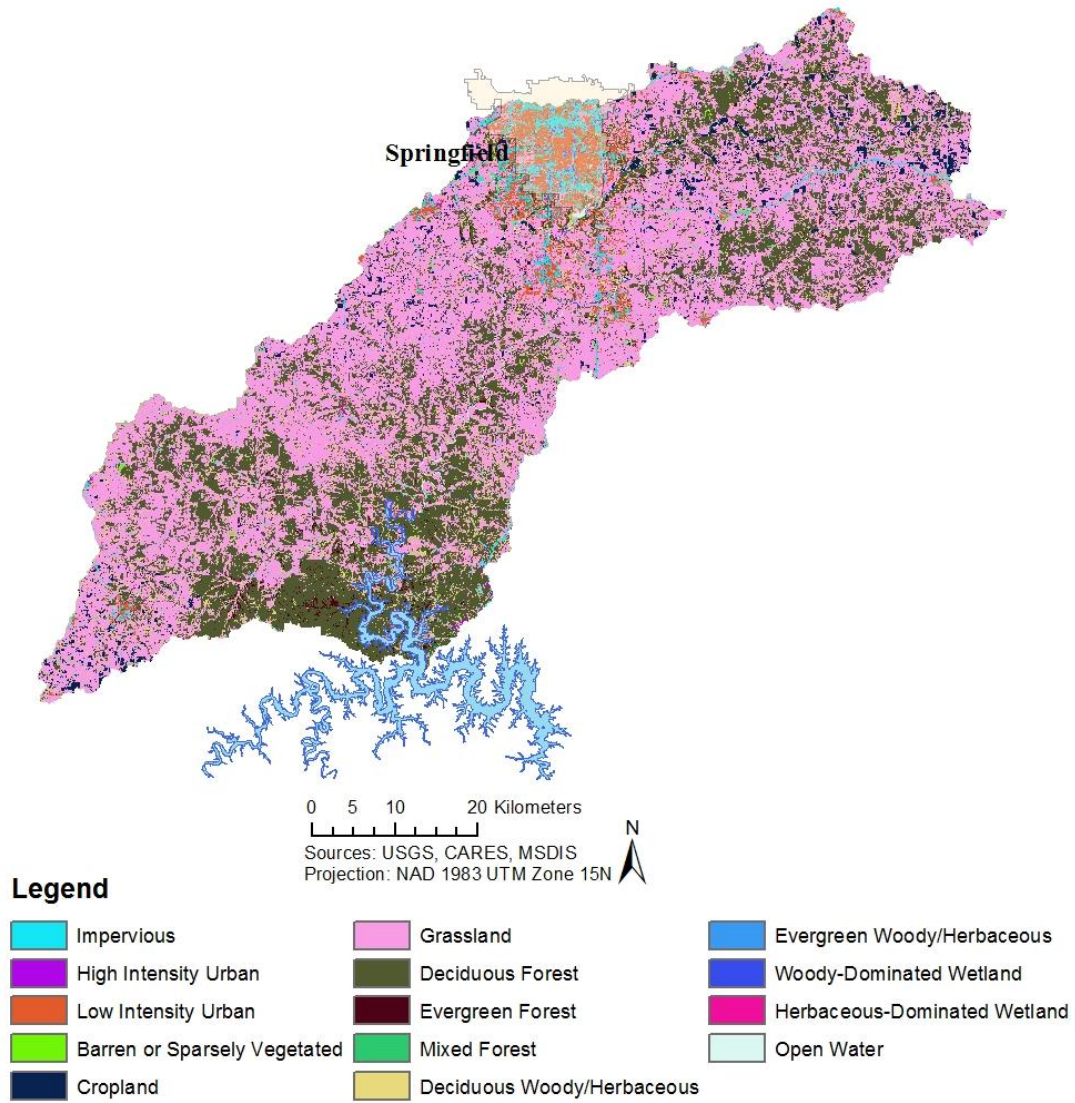 Springfield
0 5 10 20 Kilometers
Sources: USGS, CARES, MSDIS
Projection: NAD 1983 UTM Zone 15N
N
Legend
Impervious
High Intensity Urban
Low Intensity Urban
Barren or Sparsely Vegetated
Cropland
Grassland
Deciduous Forest
Evergreen Forest
Mixed Forest
Deciduous Woody/Herbaceous
Evergreen Woody/Herbaceous
Woody-Dominated Wetland
Herbaceous-Dominated Wetland
Open Water